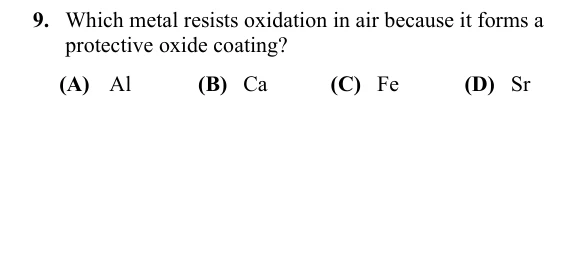 9. Which metal resists oxidation in air because it forms a
protective oxide coating?
(A) Al (B) Ca (C) Fe (D) Sr